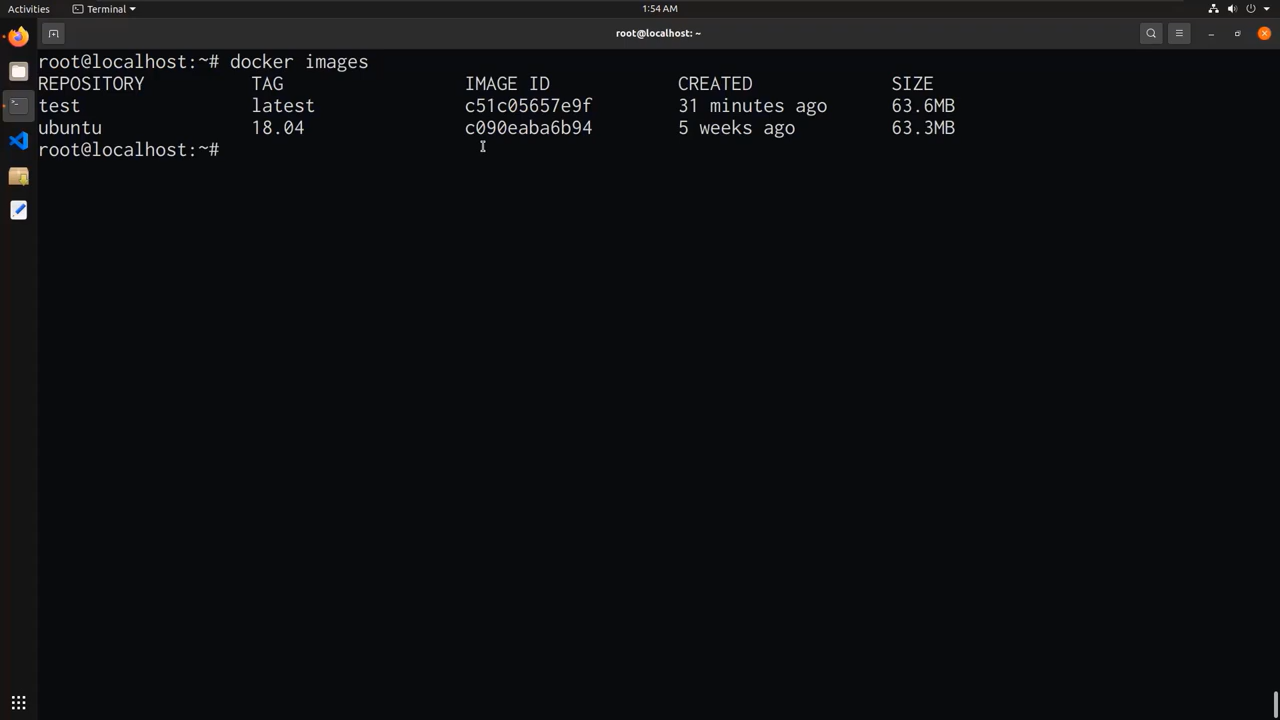 Activities Terminal 1:54 AM
root@localhost: ~
root@localhost:~# docker images
REPOSITORY TAG IMAGE ID CREATED SIZE
test latest c51c05657e9f 31 minutes ago 63.6MB
ubuntu 18.04 c090eaba6b94 5 weeks ago 63.3MB
root@localhost:~#